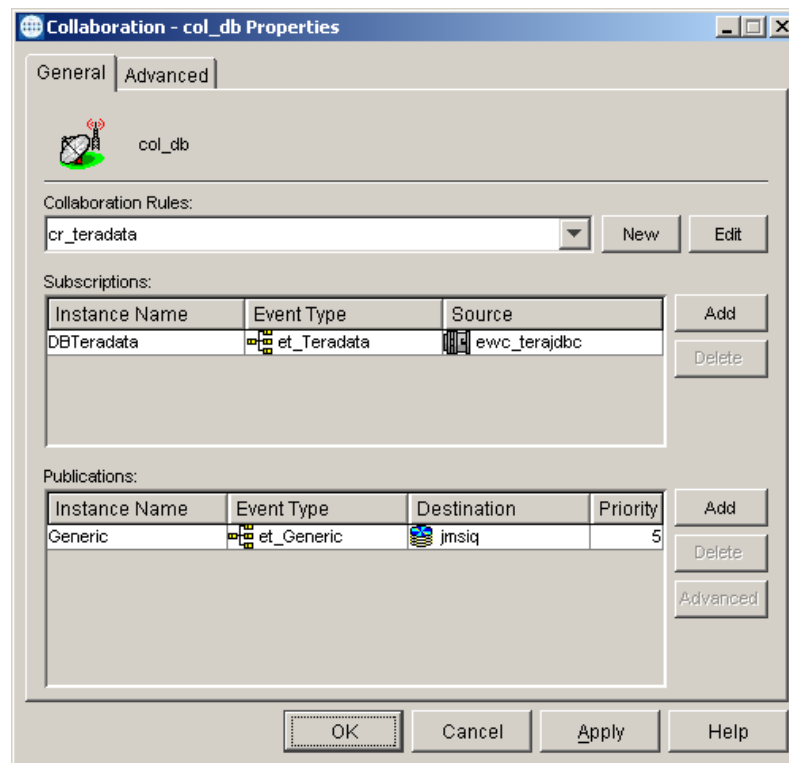 Collaboration - col_db Properties
General Advanced
col_db
Collaboration Rules:
cr_teradata New Edit
Subscriptions:
Instance Name Event Type Source Add
DBTeradata et_Teradata ewc_terajdbc
Delete
Publications:
Instance Name Event Type Destination Priority Add
Generic et_Generic jmsiq 5
Delete
Advanced
OK Cancel Apply Help